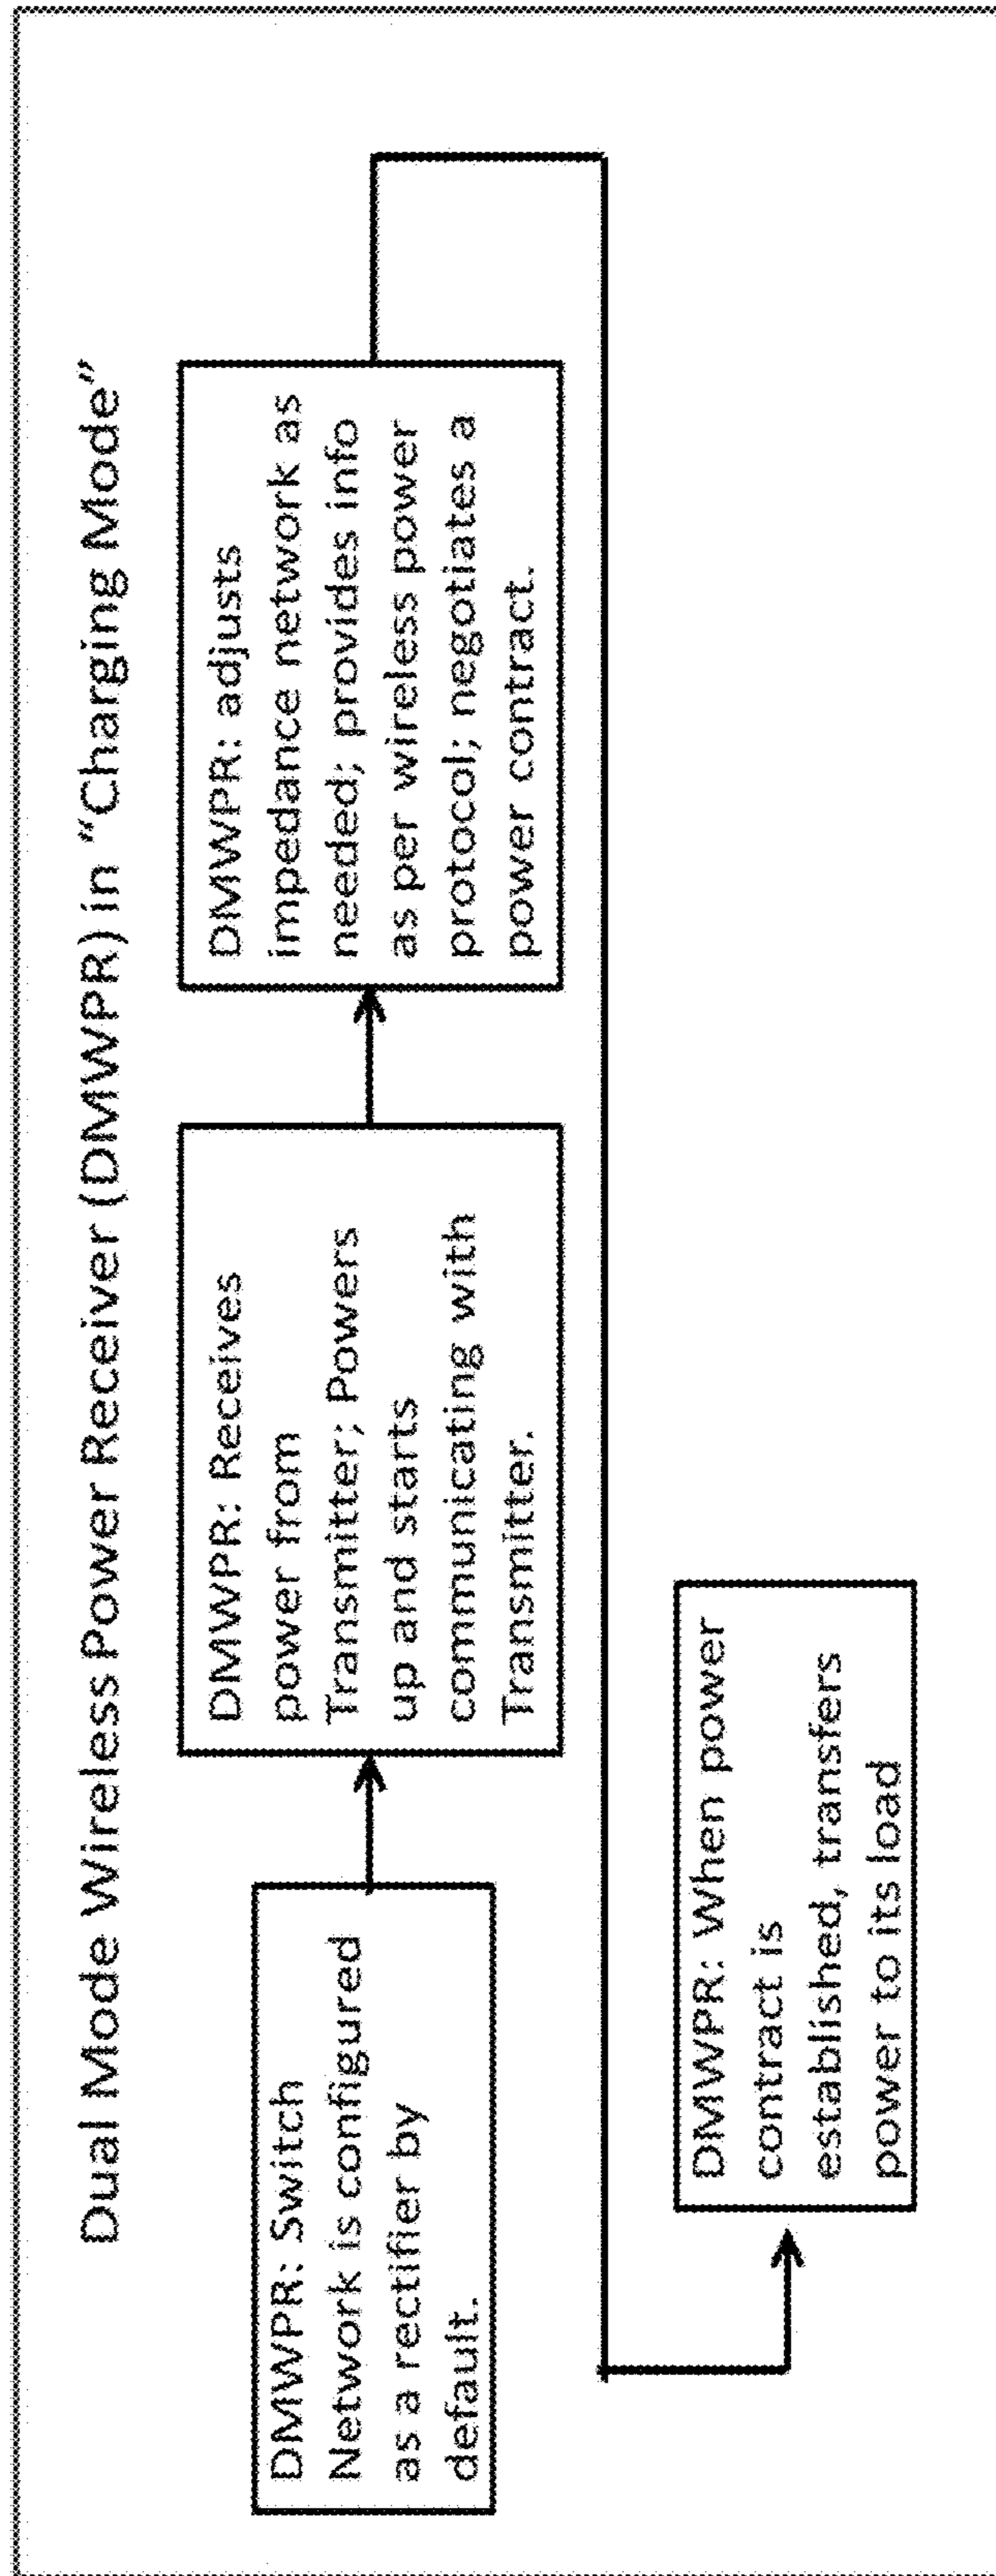 Dual Mode Wireless Power Receiver (DMWPR) in "Charging Mode"
DMWPR: Switch
Network is configured
as a rectifier by
default.
DMWPR: Receives
power from
Transmitter; Powers
up and starts
communicating with
Transmitter.
DMWPR: adjusts
impedance network as
needed; provides info
as per wireless power
protocol; negotiates a
power contract.
DMWPR: When power
contract is
established, transfers
power to its load